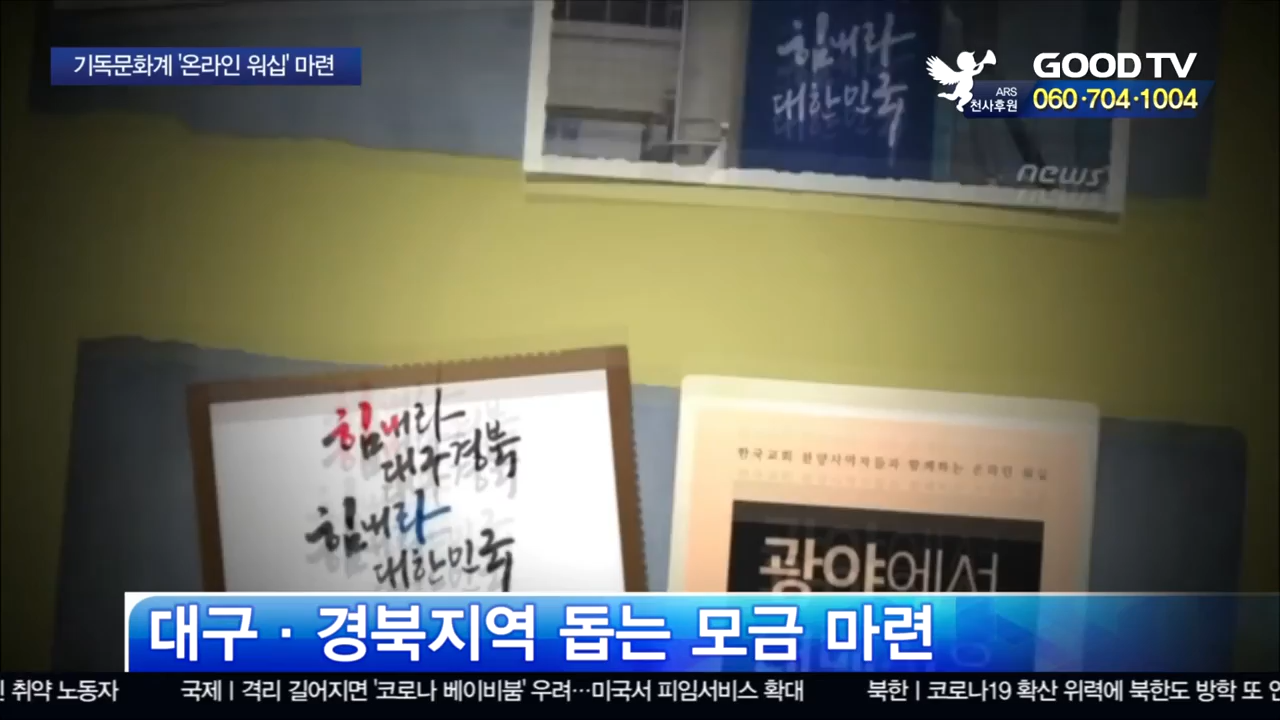 기독문화계 '온라인 워십' 마련
GOODTV
ARS
천사후원
060·704·1004
힘내라
대한민국
news
힘내라
대구경북
힘내라
대한민국
한국교회 찬양사역자들과 함께하는 온라인 워십
광야에서
대구·경북지역 돕는 모금 마련
취약 노동자
국제 | 격리 길어지면 '코로나 베이비붐' 우려…미국서 피임서비스 확대
북한 | 코로나19 확산 위력에 북한도 방학 또